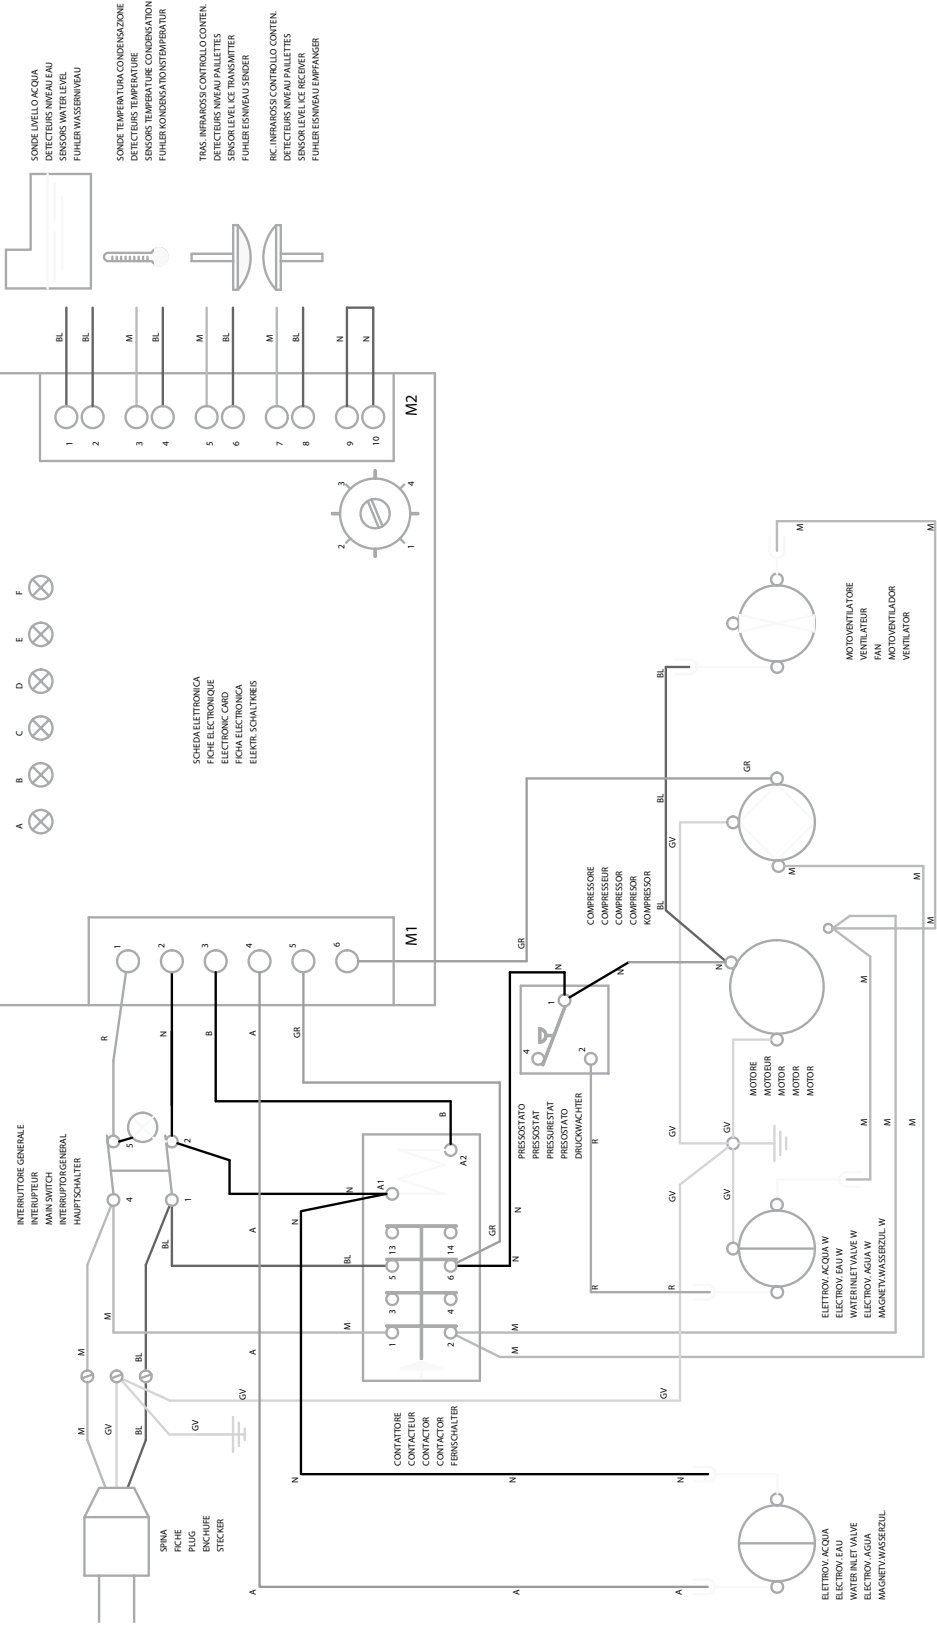 SONDE LIVELLO ACQUA
DETECTEURS NIVEAU EAU
SENSORS WATER LEVEL
FUHLER WASSERNIVEAU
SONDE TEMPERATURA CONDENSAZIONE
DETECTEURS TEMPERATURE
SENSORS TEMPERATURE CONDENSATION
FUHLER KONDENSATIONSTEMPERATUR
TRAS. INFRAROSSI CONTROLLO CONTEN.
DETECTEURS NIVEAU PAILLETTES
SENSOR LEVEL ICE TRANSMITTER
FUHLER EISNIVEAU SENDER
RIC. INFRAROSSI CONTROLLO CONTEN.
DETECTEURS NIVEAU PAILLETTES
SENSOR LEVEL ICE RECEIVER
FUHLER EISNIVEAU EMPFANGER
BL
BL
M
BL
M
BL
M
BL
N
N
1
2
3
4
5
6
7
8
9
10
M2
3
4
2
1
F
E
D
C
B
A
SCHEDA ELETTRONICA
FICHE ELECTRONIQUE
ELECTRONIC CARD
FICHA ELECTRONICA
ELEKTR. SCHALTKREIS
1
2
3
4
5
6
M1
R
N
B
A
GR
INTERRUTTORE GENERALE
INTERUPTEUR
MAIN SWITCH
INTERRUPTOR GENERAL
HAUPTSCHALTER
5
2
4
1
M
BL
A
N
N
BL
M
A
B
A1
A2
13
14
5
6
3
4
1
2
GR
N
N
M
M
CONTATTORE
CONTACTEUR
CONTACTOR
CONTACTOR
FERNSCHALTER
GR
N
N
1
4
2
PRESSOSTATO
PRESSOSTAT
PRESSURESTAT
PRESOSTATO
DRUCKWACHTER
R
R
R
COMPRESSORE
COMPRESSEUR
COMPRESSOR
COMPRESOR
KOMPRESSOR
BL
BL
BL
GV
GR
M
M
M
M
M
MOTOVENTILATORE
VENTILATEUR
FAN
MOTOVENTILADOR
VENTILATOR
N
MOTORE
MOTOEUR
MOTOR
MOTOR
MOTOR
GV
GV
GV
GV
M
M
M
M
ELETTROV. ACQUA W
ELECTROV. EAU W
WATER INLET VALVE W
ELECTROV. AGUA W
MAGNETV.WASSERZUL. W
M
BL
M
GV
BL
GV
GV
GV
SPINA
FICHE
PLUG
ENCHUFE
STECKER
N
N
N
A
A
A
ELETTROV. ACQUA
ELECTROV. EAU
WATER INLET VALVE
ELECTROV. AGUA
MAGNETV.WASSERZUL.